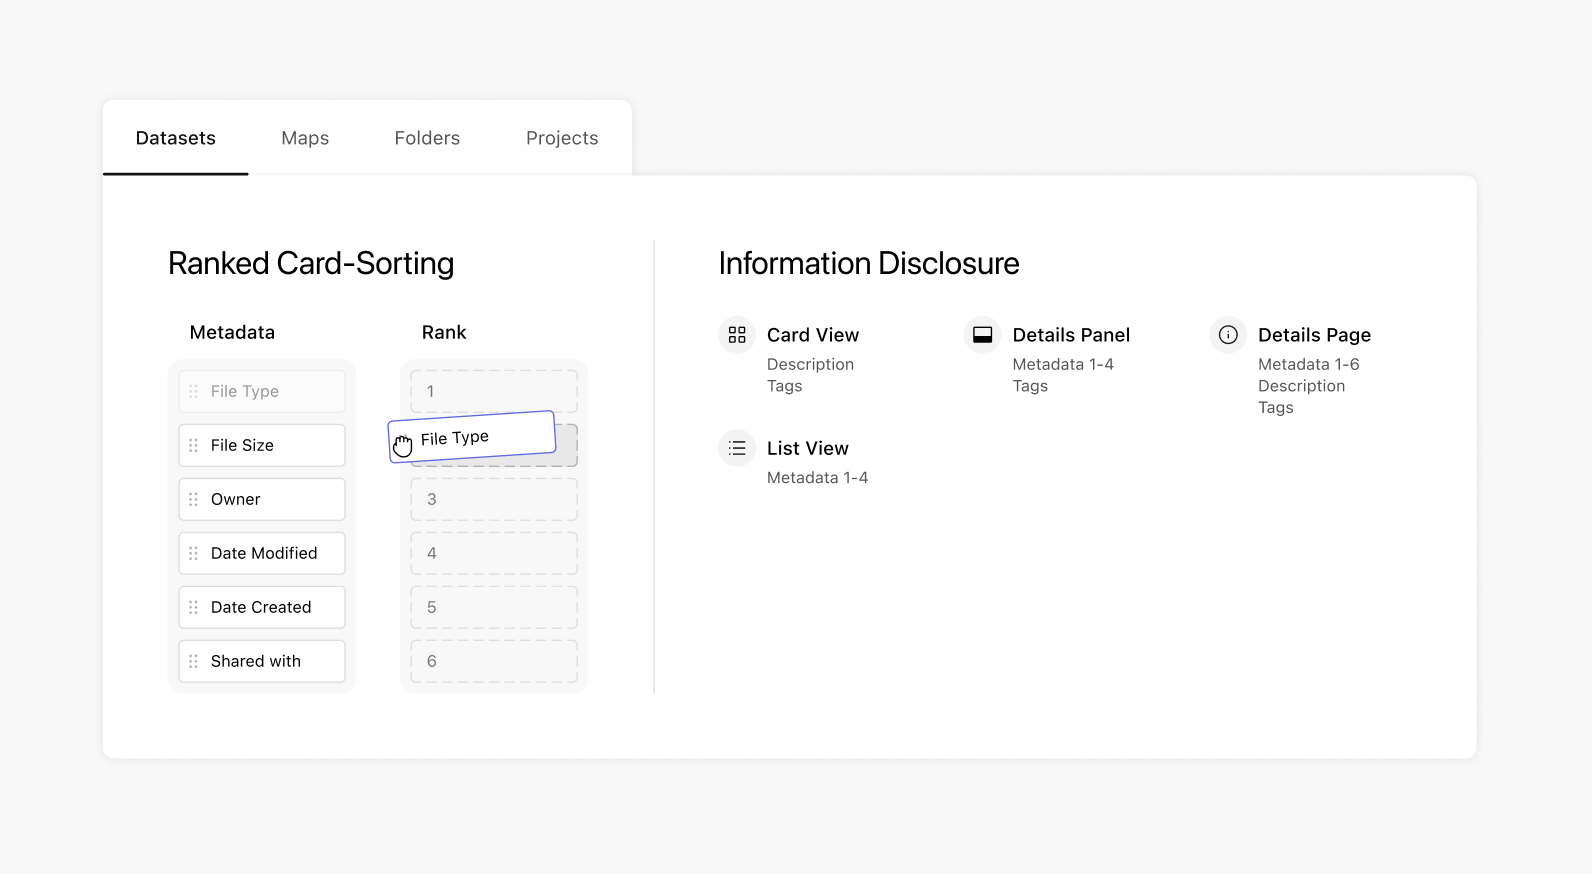 Datasets
Maps
Folders
Projects
Ranked Card-Sorting
Metadata
File Type
File Size
Owner
Date Modified
Date Created
Shared with
Rank
1
File Type
3
4
5
6
Information Disclosure
Card View
Description
Tags
Details Panel
Metadata 1-4
Tags
Details Page
Metadata 1-6
Description
Tags
List View
Metadata 1-4